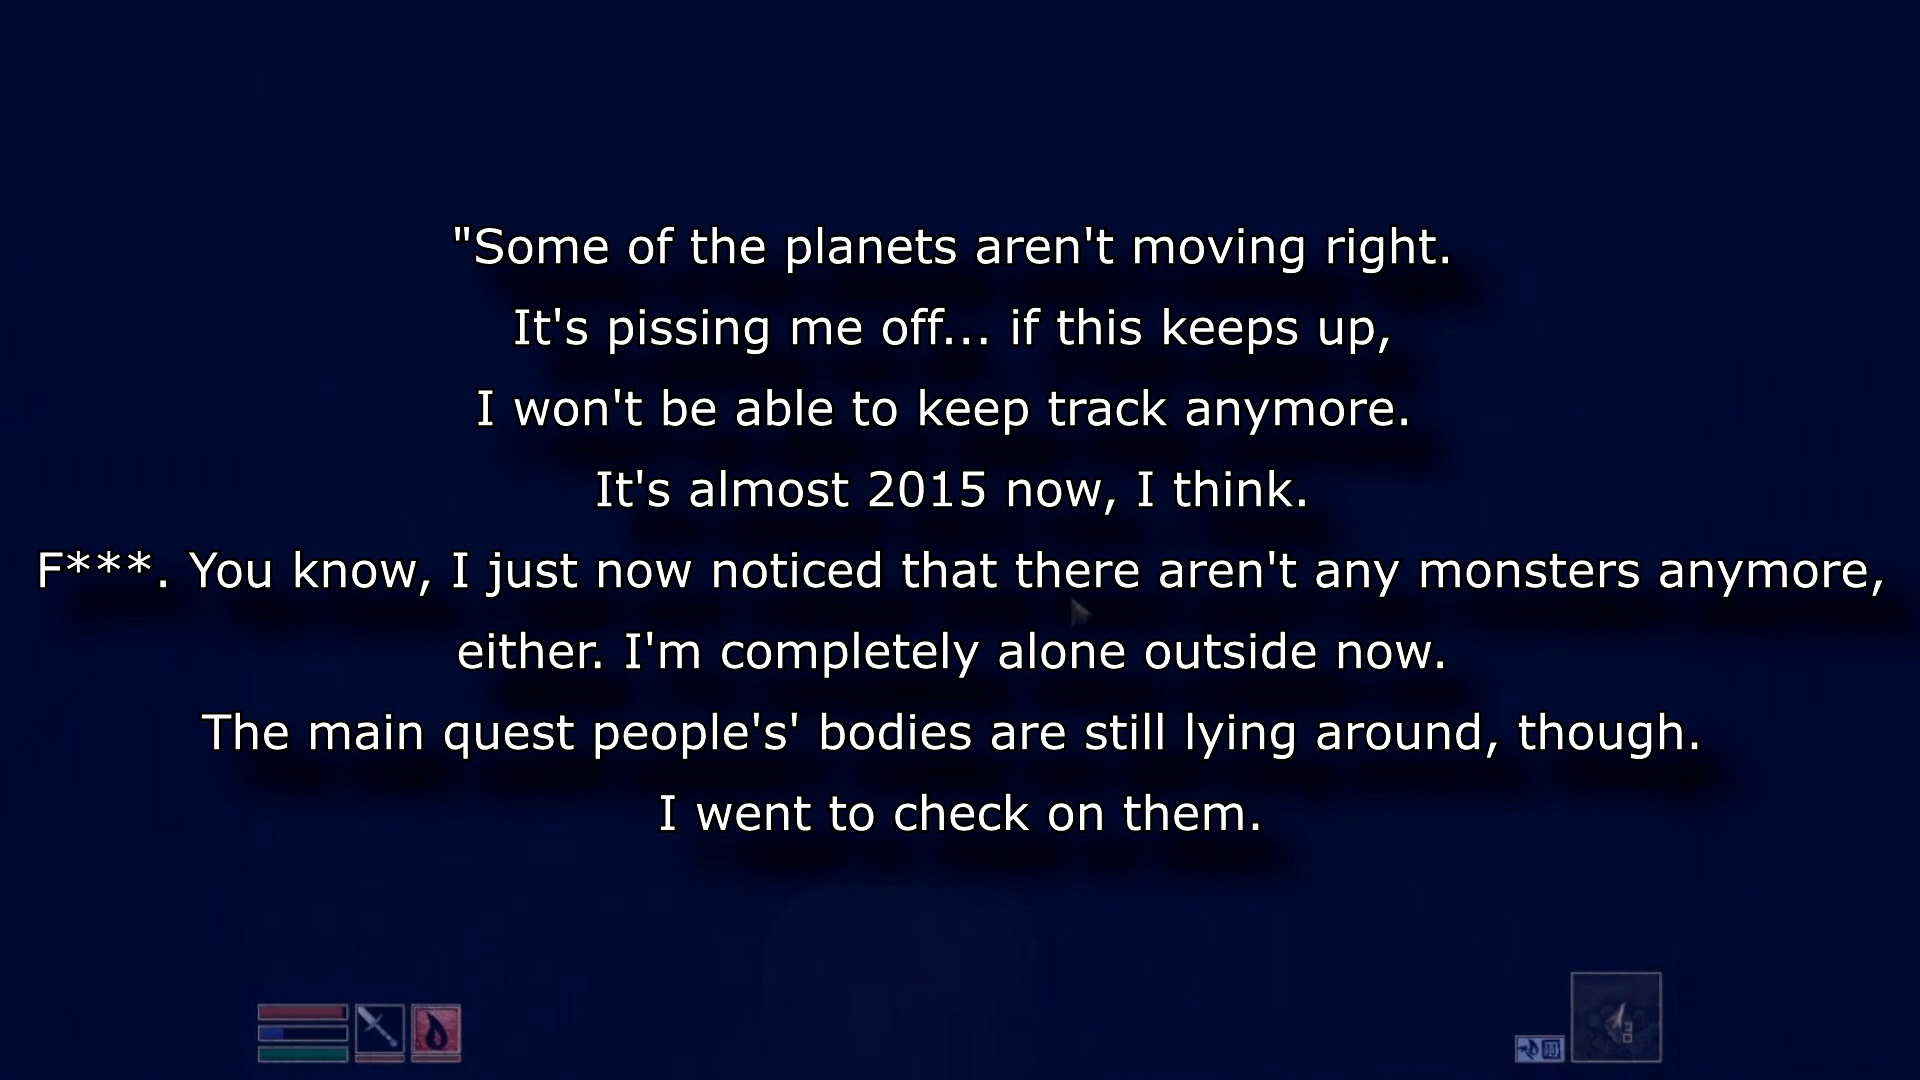 "Some of the planets aren't moving right.
It's pissing me off... if this keeps up,
I won't be able to keep track anymore.
It's almost 2015 now, I think.
F***. You know, I just now noticed that there aren't any monsters anymore,
either. I'm completely alone outside now.
The main quest people's' bodies are still lying around, though.
I went to check on them.